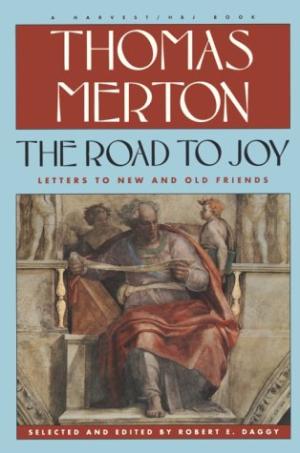 A HARVEST/HBJ BOOK
THOMAS
MERTON
THE ROAD TO JOY
LETTERS TO NEW AND OLD FRIENDS
SELECTED AND EDITED BY ROBERT E. DAGGY